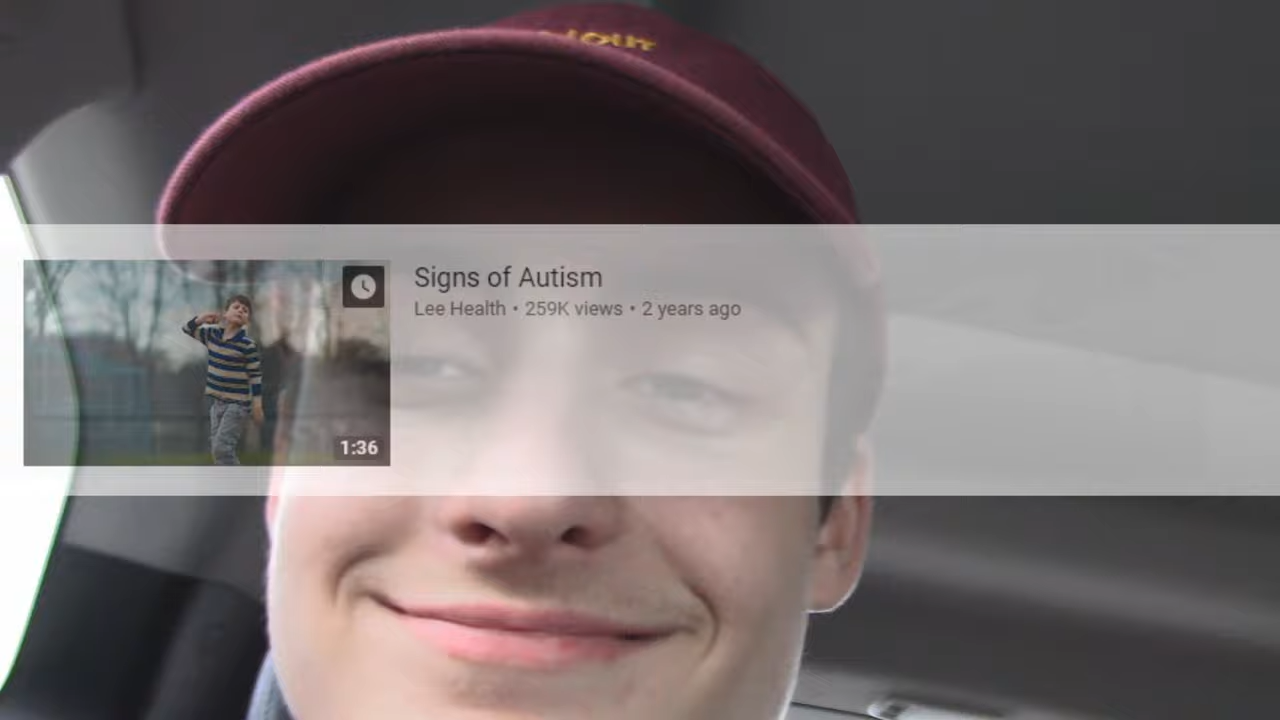 Signs of Autism
Lee Health • 259K views • 2 years ago
1:36